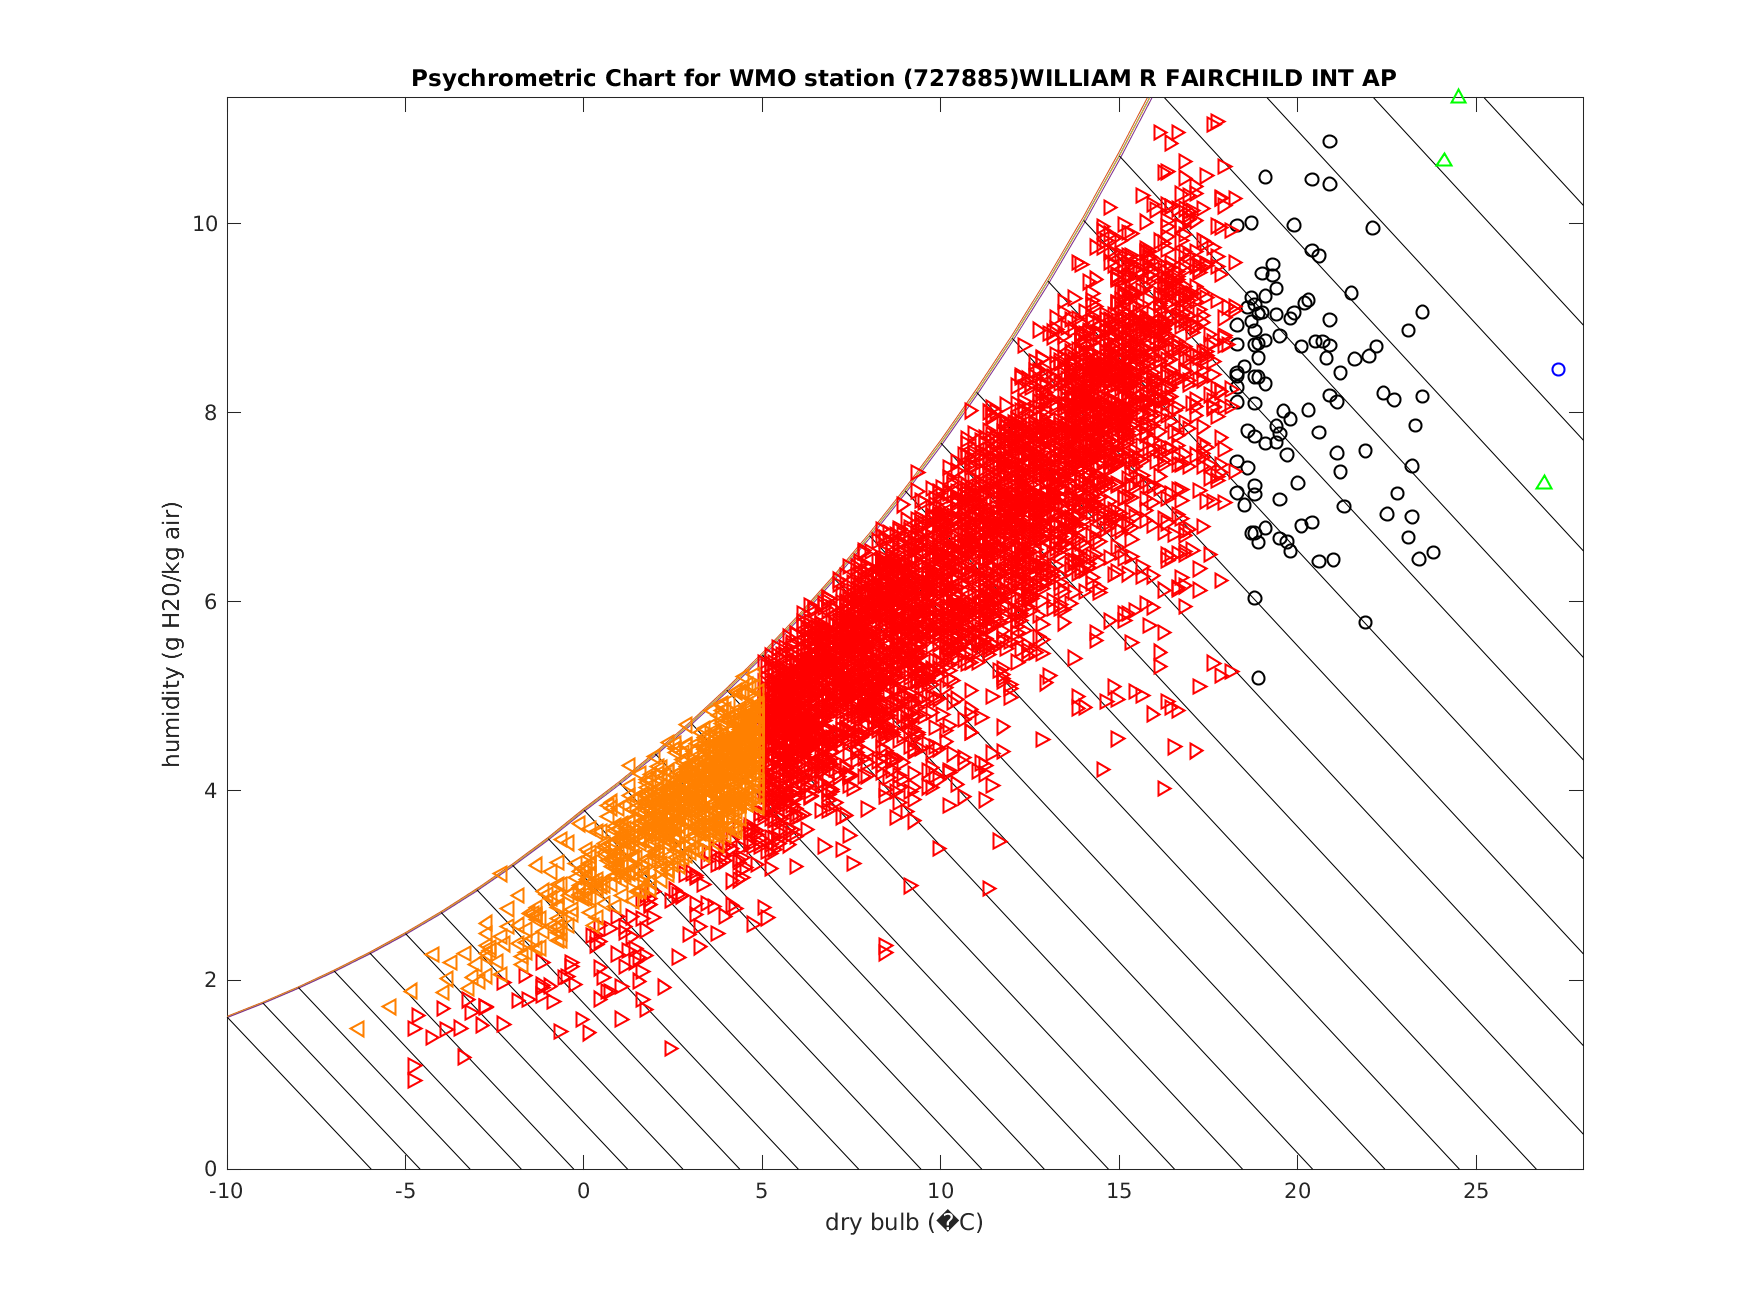 Psychrometric Chart for WMO station (727885)WILLIAM R FAIRCHILD INT AP
humidity (g H20/kg air)
10
8
6
4
2
0
-10 -5 0 5 10 15 20 25
dry bulb (�C)